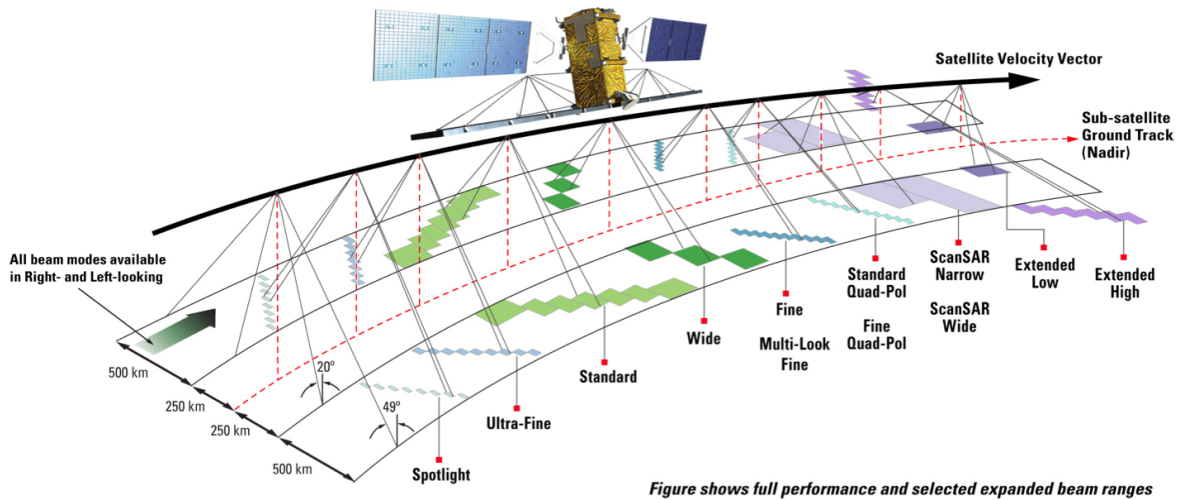 Satellite Velocity Vector
Sub-satellite
Ground Track
(Nadir)
All beam modes available
in Right- and Left-looking
500 km
250 km
250 km
500 km
20º
49º
Spotlight
Ultra-Fine
Standard
Wide
Fine
Multi-Look
Fine
Standard
Quad-Pol
Fine
Quad-Pol
ScanSAR
Narrow
ScanSAR
Wide
Extended
Low
Extended
High
Figure shows full performance and selected expanded beam ranges